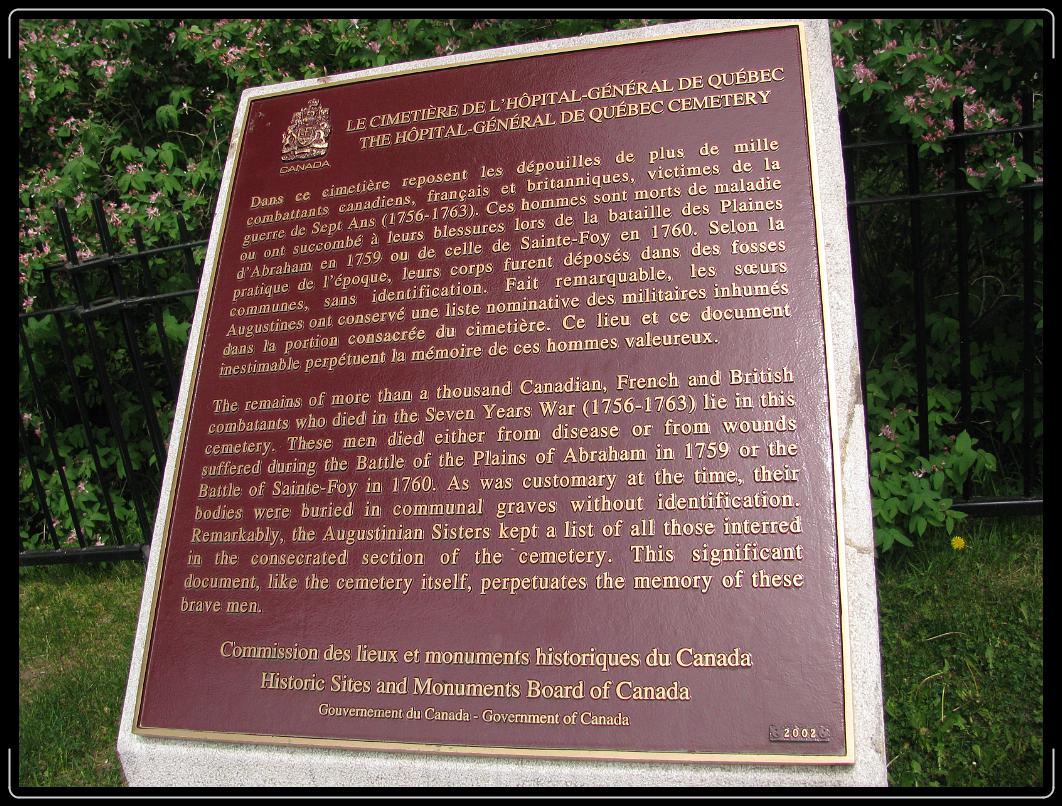 LE CIMETIÈRE DE L'HÔPITAL-GÉNÉRAL DE QUÉBEC
THE HÔPITAL-GÉNÉRAL DE QUÉBEC CEMETERY
CANADA
Dans ce cimetière reposent les dépouilles de plus de mille
combattants canadiens, français et britanniques, victimes de la
guerre de Sept Ans (1756-1763). Ces hommes sont morts de maladie
ou ont succombé à leurs blessures lors de la bataille des Plaines
d'Abraham en 1759 ou de celle de Sainte-Foy en 1760. Selon la
pratique de l'époque, leurs corps furent déposés dans des fosses
communes, sans identification. Fait remarquable, les sœurs
Augustines ont conservé une liste nominative des militaires inhumés
dans la portion consacrée du cimetière. Ce lieu et ce document
inestimable perpétuent la mémoire de ces hommes valeureux.
The remains of more than a thousand Canadian, French and British
combatants who died in the Seven Years War (1756-1763) lie in this
cemetery. These men died either from disease or from wounds
suffered during the Battle of the Plains of Abraham in 1759 or the
Battle of Sainte-Foy in 1760. As was customary at the time, their
bodies were buried in communal graves without identification.
Remarkably, the Augustinian Sisters kept a list of all those interred
in the consecrated section of the cemetery. This significant
document, like the cemetery itself, perpetuates the memory of these
brave men.
Commission des lieux et monuments historiques du Canada
Historic Sites and Monuments Board of Canada
Gouvernement du Canada - Government of Canada
2002